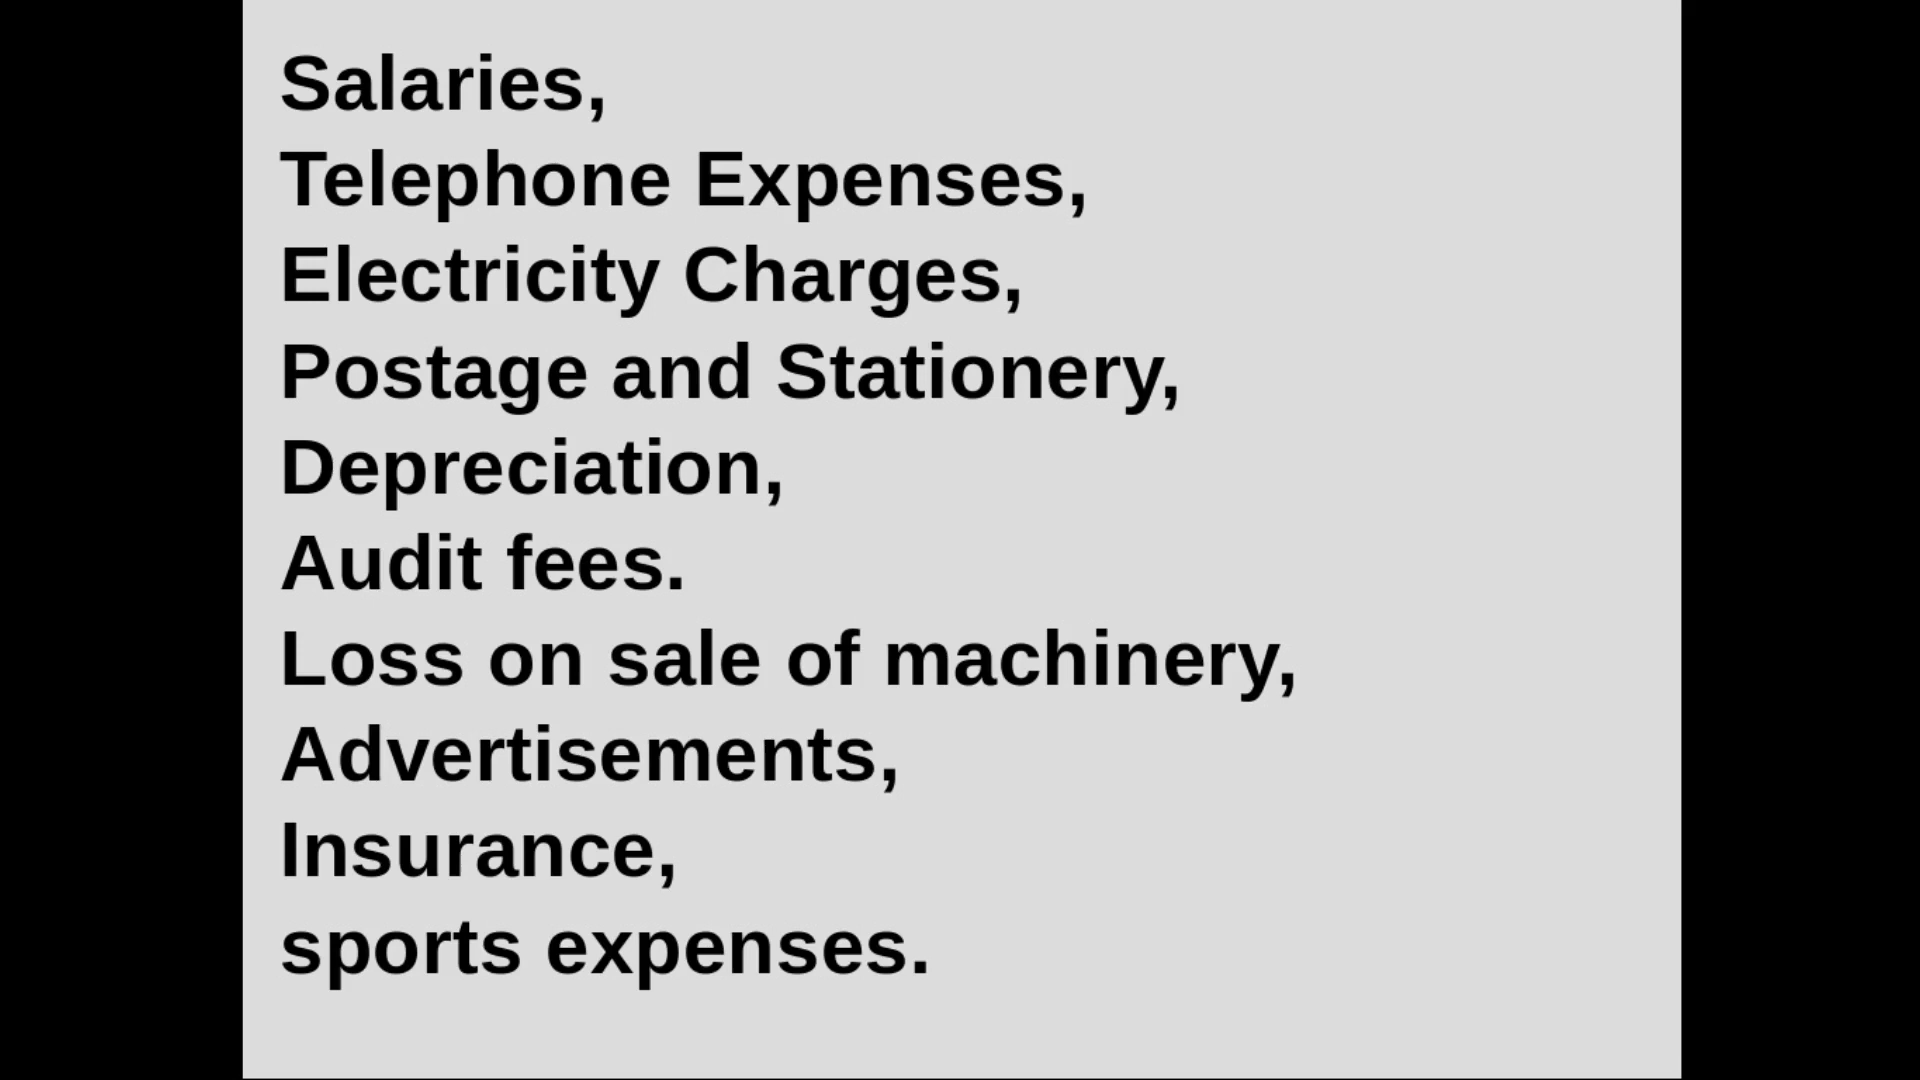 Salaries,
Telephone Expenses,
Electricity Charges,
Postage and Stationery,
Depreciation,
Audit fees.
Loss on sale of machinery,
Advertisements,
Insurance,
sports expenses.